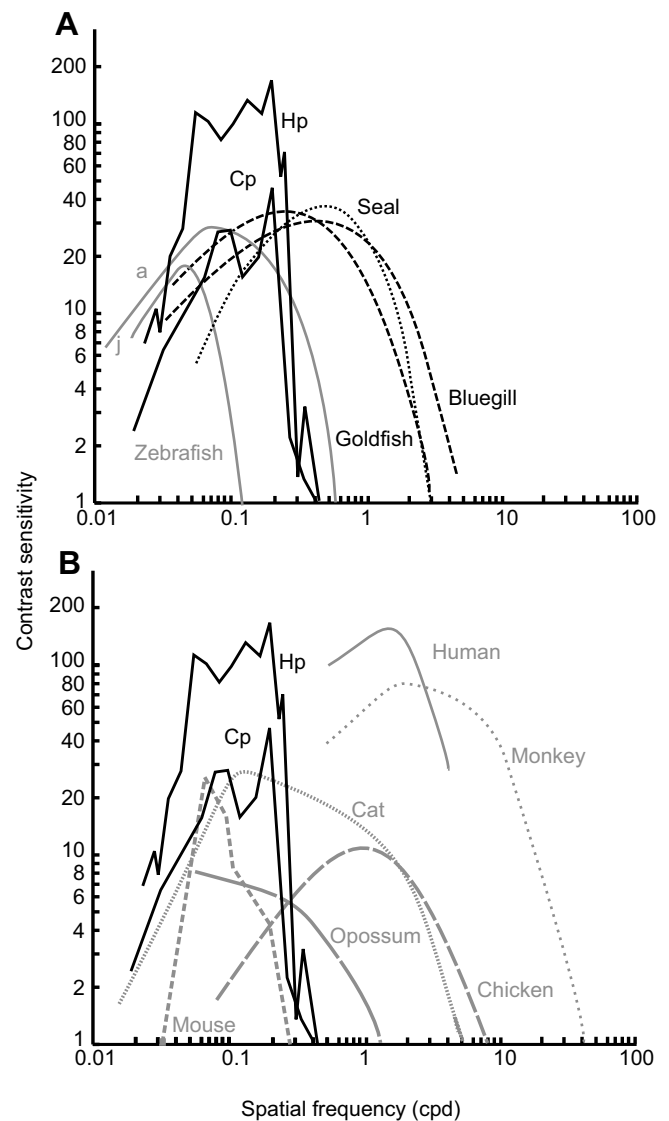 A
200
100
80
60
40
20
10
8
6
4
2
1
Hp
Cp
Seal
a
j
Bluegill
Goldfish
Zebrafish
0.01
0.1
1
10
100
Contrast sensitivity
B
200
100
80
60
40
20
10
8
6
4
2
1
Human
Hp
Cp
Monkey
Cat
Opossum
Chicken
Mouse
0.01
0.1
1
10
100
Spatial frequency (cpd)